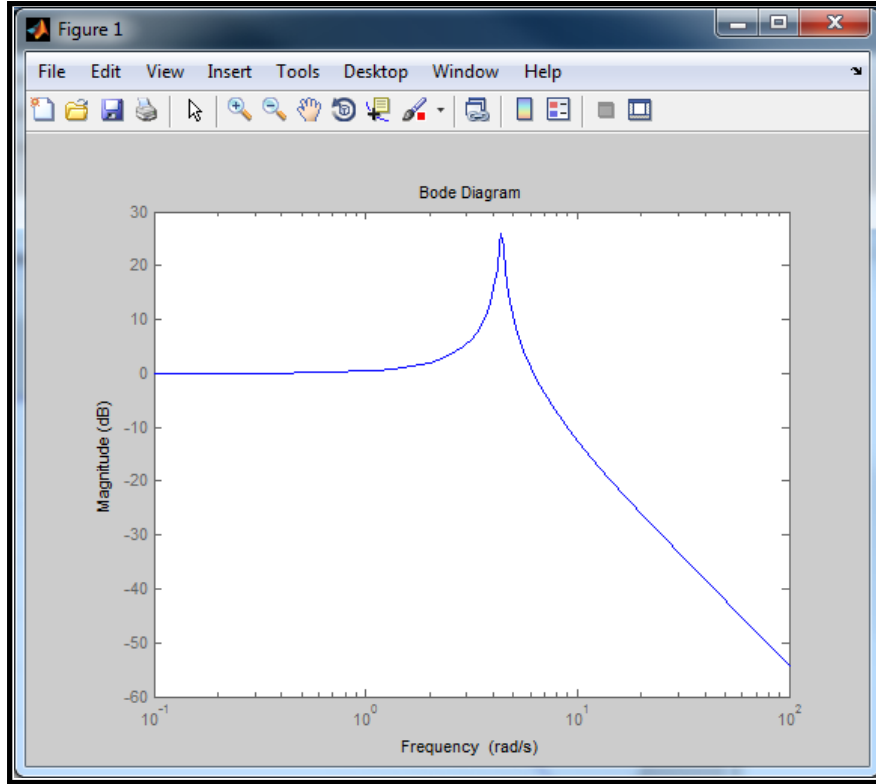 Figure 1
File Edit View Insert Tools Desktop Window Help
Bode Diagram
30
20
10
0
-10
-20
-30
-40
-50
-60
Magnitude (dB)
10^-1 10^0 10^1 10^2
Frequency (rad/s)